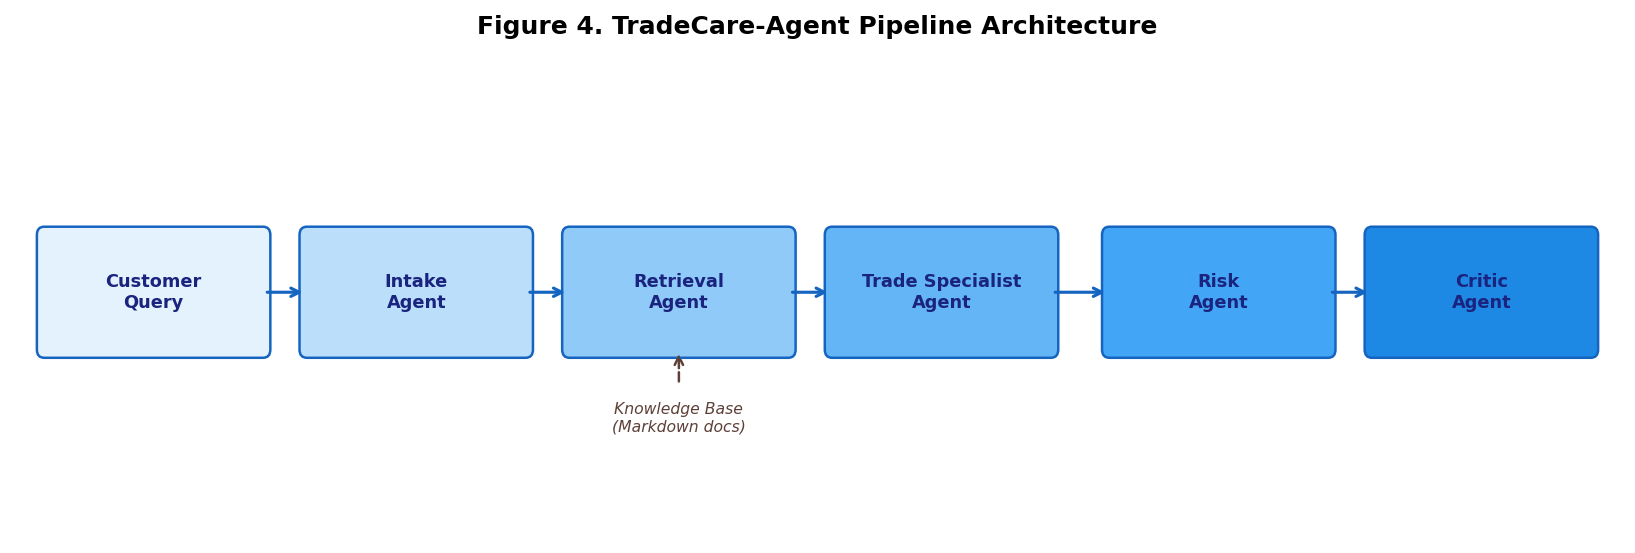 Figure 4. TradeCare-Agent Pipeline Architecture
Customer
Query
Intake
Agent
Retrieval
Agent
Trade Specialist
Agent
Risk
Agent
Critic
Agent
Knowledge Base
(Markdown docs)